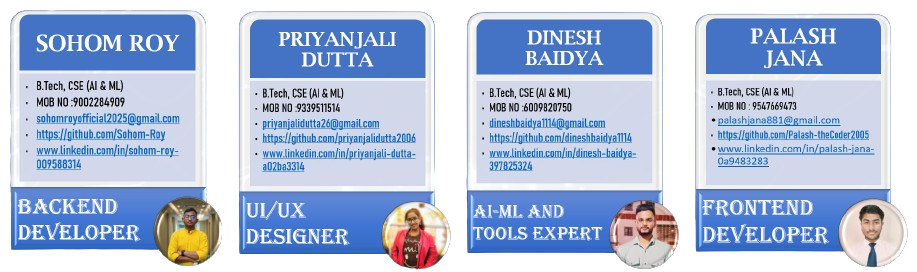 SOHOM ROY
B.Tech, CSE (AI & ML)
MOB NO :9002284909
sohomroyofficial2025@gmail.com
https://github.com/Sohom-Roy
www.linkedin.com/in/sohom-roy-
009588314
BACKEND
DEVELOPER
PRIYANJALI
DUTTA
B.Tech, CSE (AI & ML)
MOB NO :9339511514
priyanjalidutta26@gmail.com
https://github.com/priyanjalidutta2006
www.linkedin.com/in/priyanjali-dutta-
a02ba3314
UI/UX
DESIGNER
DINESH
BAIDYA
B.Tech, CSE (AI & ML)
MOB NO :6009820750
dineshbaidya1114@gmail.com
https://github.com/dineshbaidya1114
www.linkedin.com/in/dinesh-baidya-
397825324
AI-ML AND
TOOLS EXPERT
PALASH
JANA
B.Tech, CSE (AI & ML)
MOB NO : 9547669473
palashjana881@gmail.com
https://github.com/Palash-theCoder2005
www.linkedin.com/in/palash-jana-
0a9483283
FRONTEND
DEVELOPER